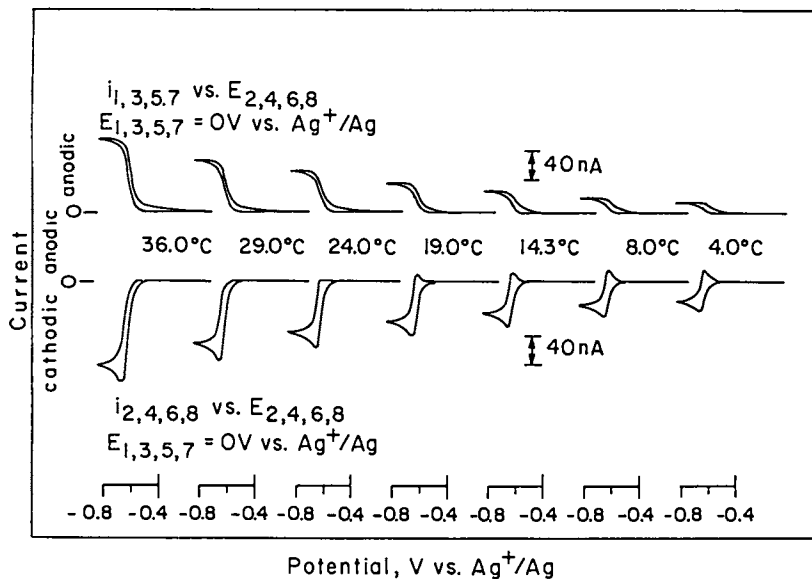 i1,3,5.7 vs. E2,4,6,8
E1,3,5,7 = OV vs. Ag+/Ag
40nA
Current
cathodic anodic
O anodic
O
36.0°C 29.0°C 24.0°C 19.0°C 14.3°C 8.0°C 4.0°C
40nA
i2,4,6,8 vs. E2,4,6,8
E1,3,5,7 = OV vs. Ag+/Ag
-0.8 -0.4 -0.8 -0.4 -0.8 -0.4 -0.8 -0.4 -0.8 -0.4 -0.8 -0.4 -0.8 -0.4
Potential, V vs. Ag+/Ag